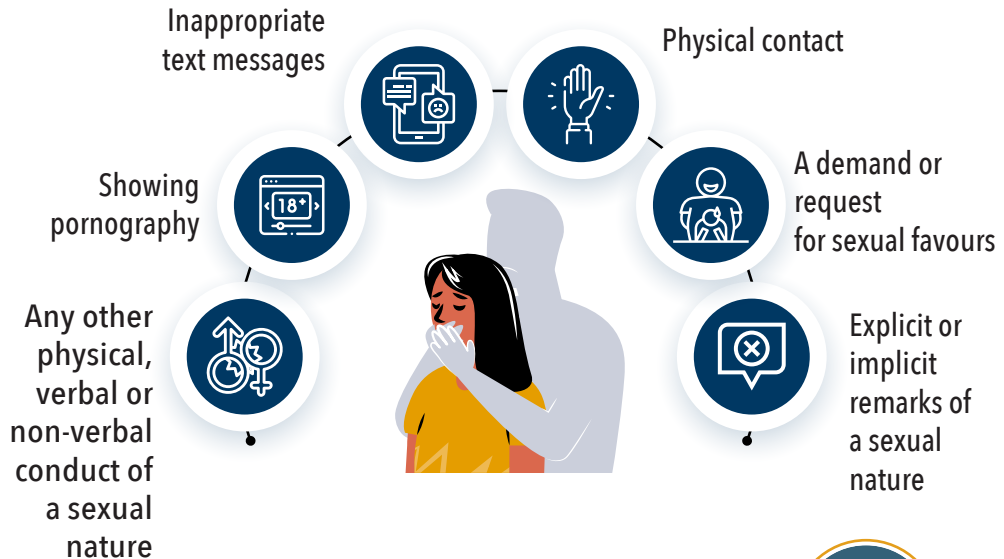 Inappropriate
text messages
Physical contact
Showing
pornography
18+
A demand or
request
for sexual favours
Any other
physical,
verbal or
non-verbal
conduct of
a sexual
nature
Explicit or
implicit
remarks of
a sexual
nature